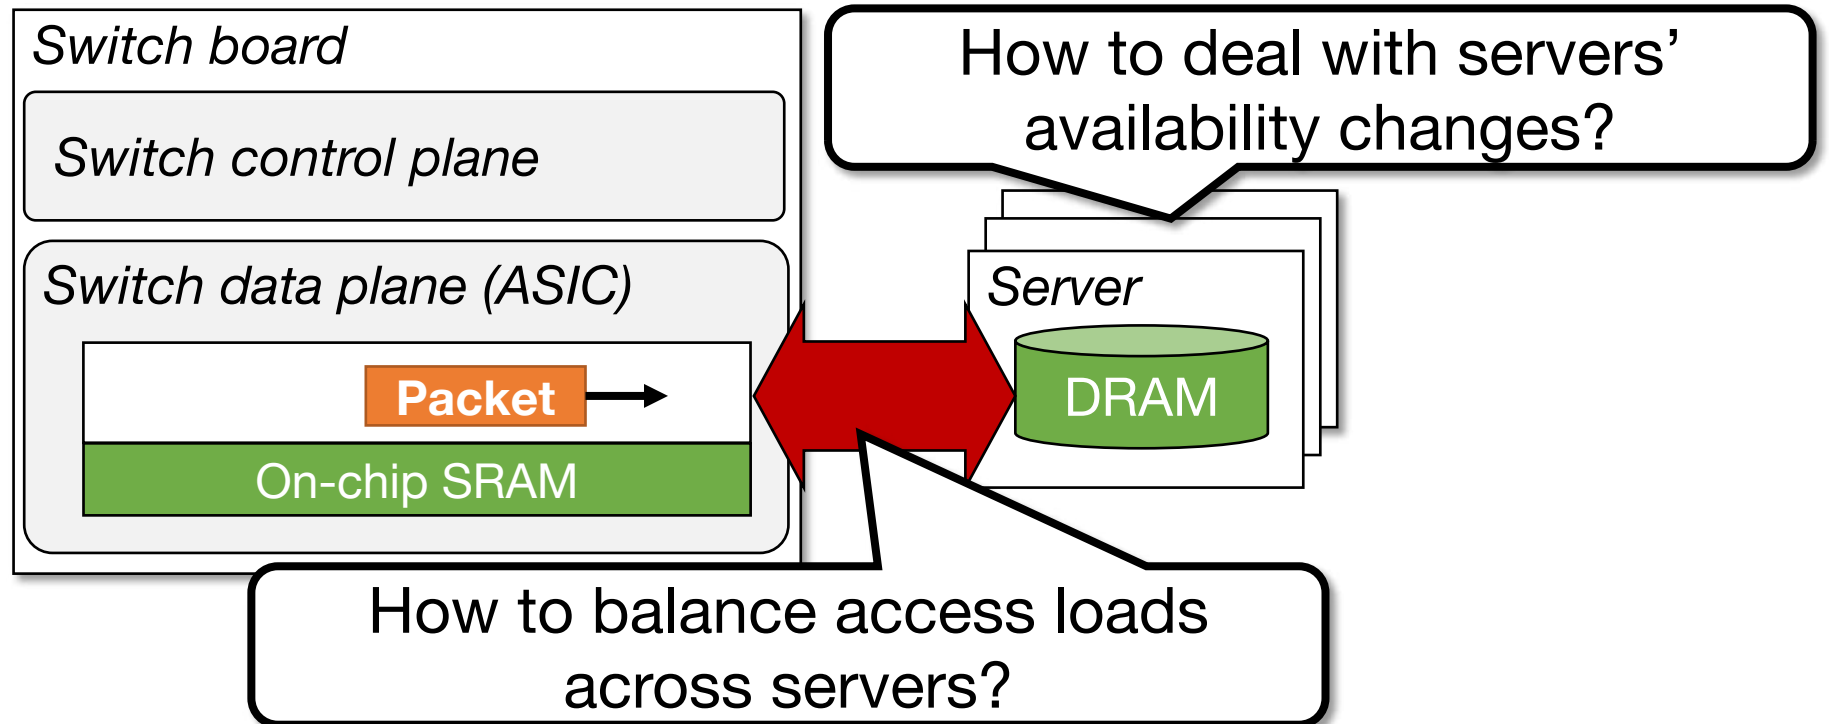 Switch board
How to deal with servers’
availability changes?
Switch control plane
Switch data plane (ASIC)
Server
Packet
DRAM
On-chip SRAM
How to balance access loads
across servers?